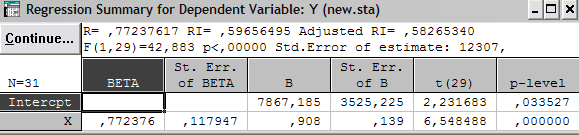 Regression Summary for Dependent Variable: Y (new.sta)
Continue...
R= ,77237617 RI= ,59656495 Adjusted RI= ,58265340
F(1,29)=42,883 p<,00000 Std.Error of estimate: 12307,
St. Err. St. Err.
N=31 BETA of BETA B of B t(29) p-level
Intercpt 7867,185 3525,225 2,231683 ,033527
X ,772376 ,117947 ,908 ,139 6,548488 ,000000